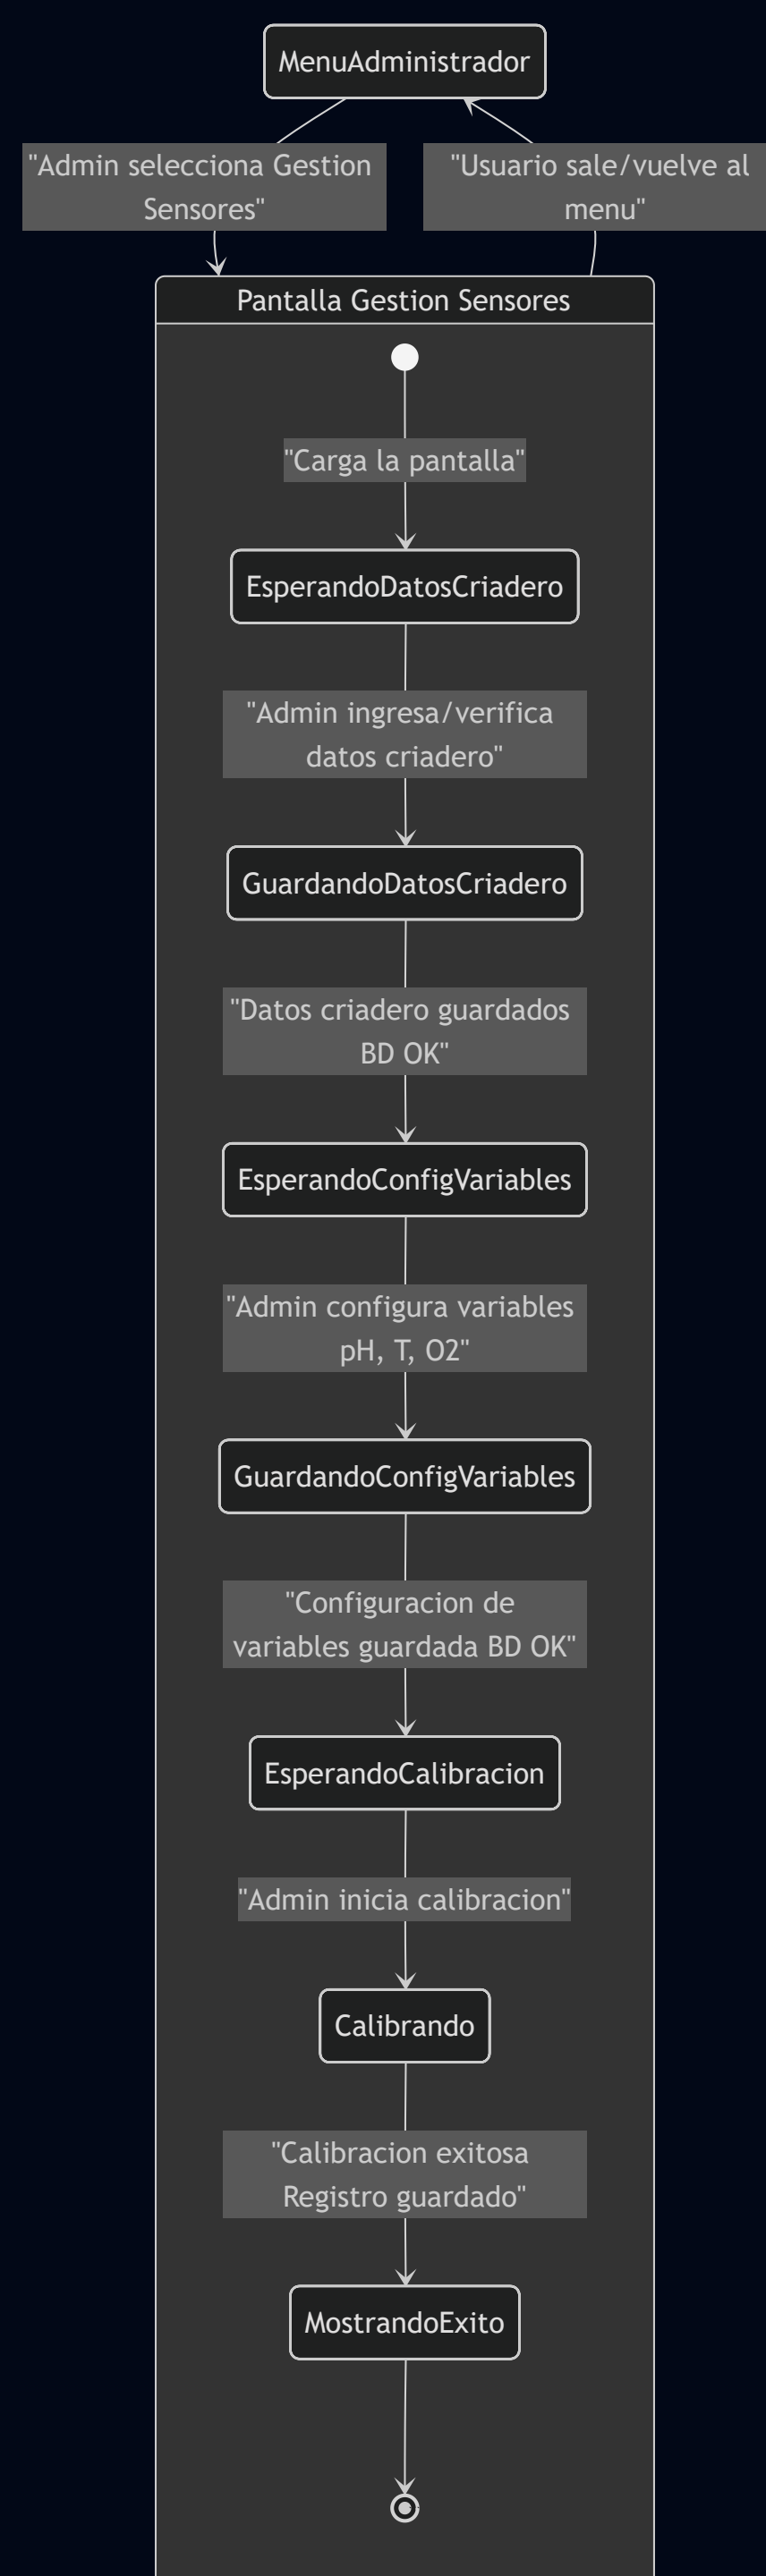 MenuAdministrador
"Admin selecciona Gestion
Sensores"
"Usuario sale/vuelve al
menu"
Pantalla Gestion Sensores
"Carga la pantalla"
EsperandoDatosCriadero
"Admin ingresa/verifica
datos criadero"
GuardandoDatosCriadero
"Datos criadero guardados
BD OK"
EsperandoConfigVariables
"Admin configura variables
pH, T, O2"
GuardandoConfigVariables
"Configuracion de
variables guardada BD OK"
EsperandoCalibracion
"Admin inicia calibracion"
Calibrando
"Calibracion exitosa
Registro guardado"
MostrandoExito